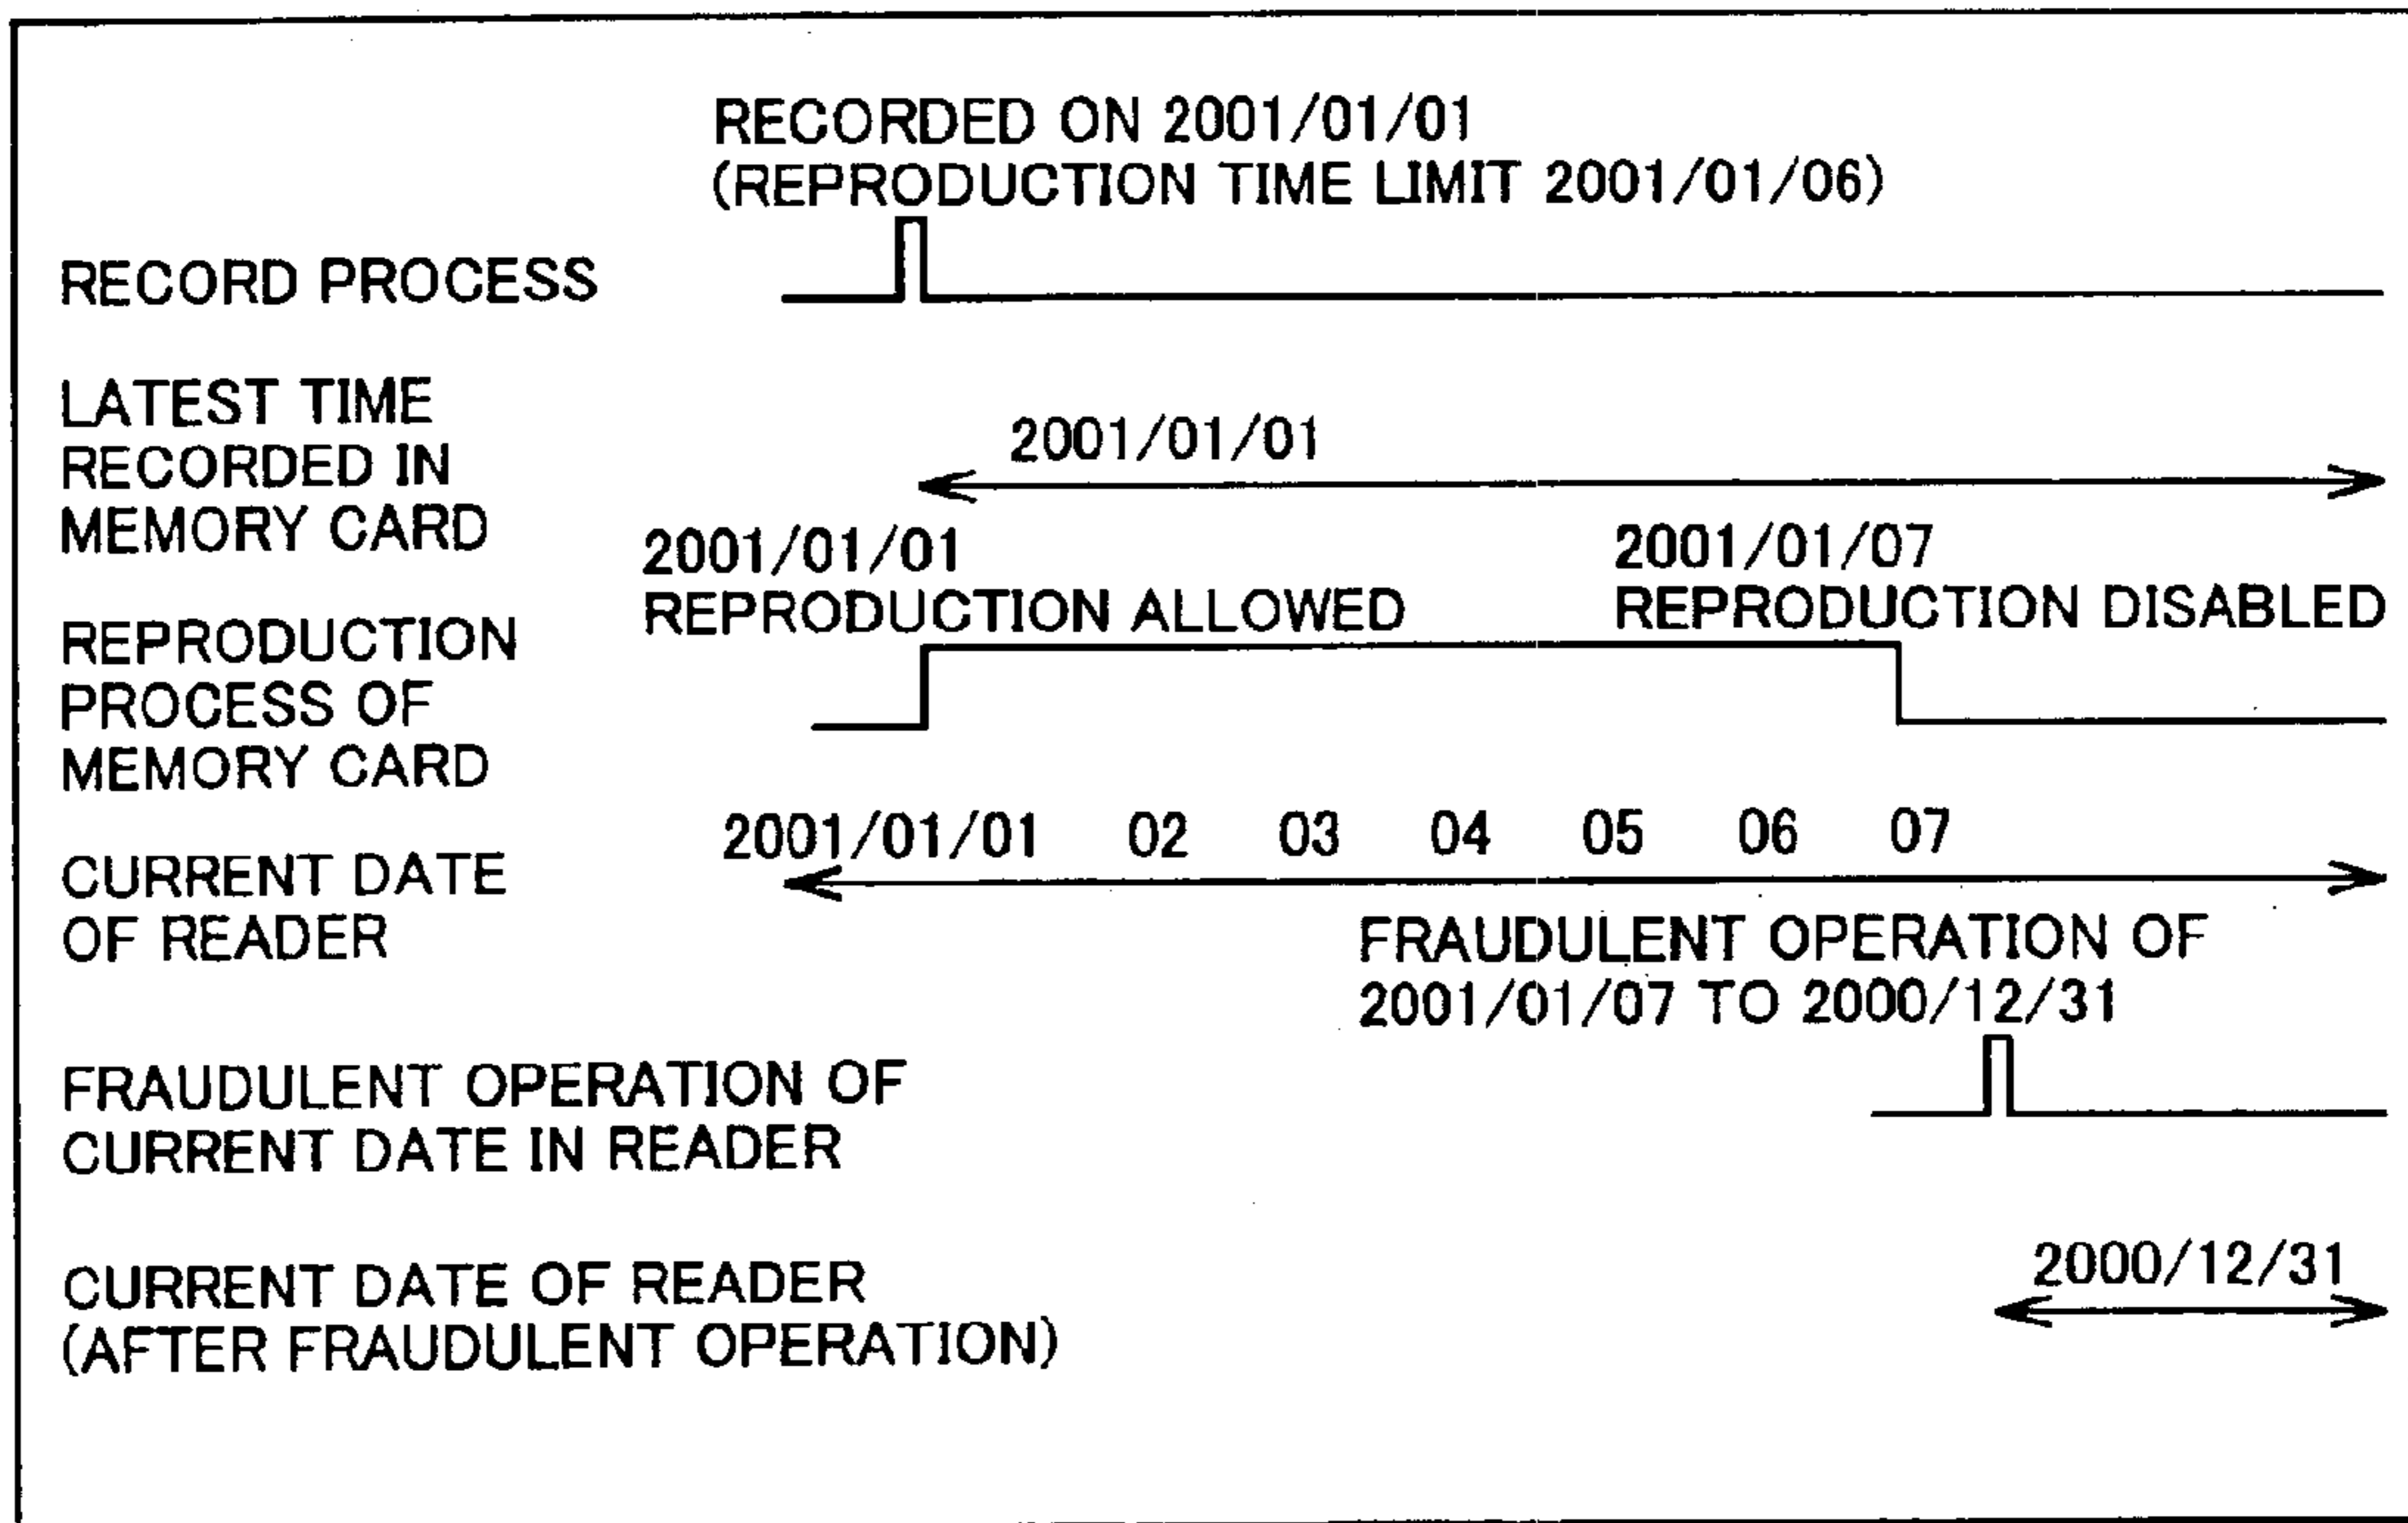 RECORDED ON 2001/01/01
(REPRODUCTION TIME LIMIT 2001/01/06)
RECORD PROCESS
LATEST TIME
RECORDED IN
MEMORY CARD
2001/01/01
2001/01/01
REPRODUCTION ALLOWED
2001/01/07
REPRODUCTION DISABLED
REPRODUCTION
PROCESS OF
MEMORY CARD
2001/01/01 02 03 04 05 06 07
CURRENT DATE
OF READER
FRAUDULENT OPERATION OF
2001/01/07 TO 2000/12/31
FRAUDULENT OPERATION OF
CURRENT DATE IN READER
2000/12/31
CURRENT DATE OF READER
(AFTER FRAUDULENT OPERATION)